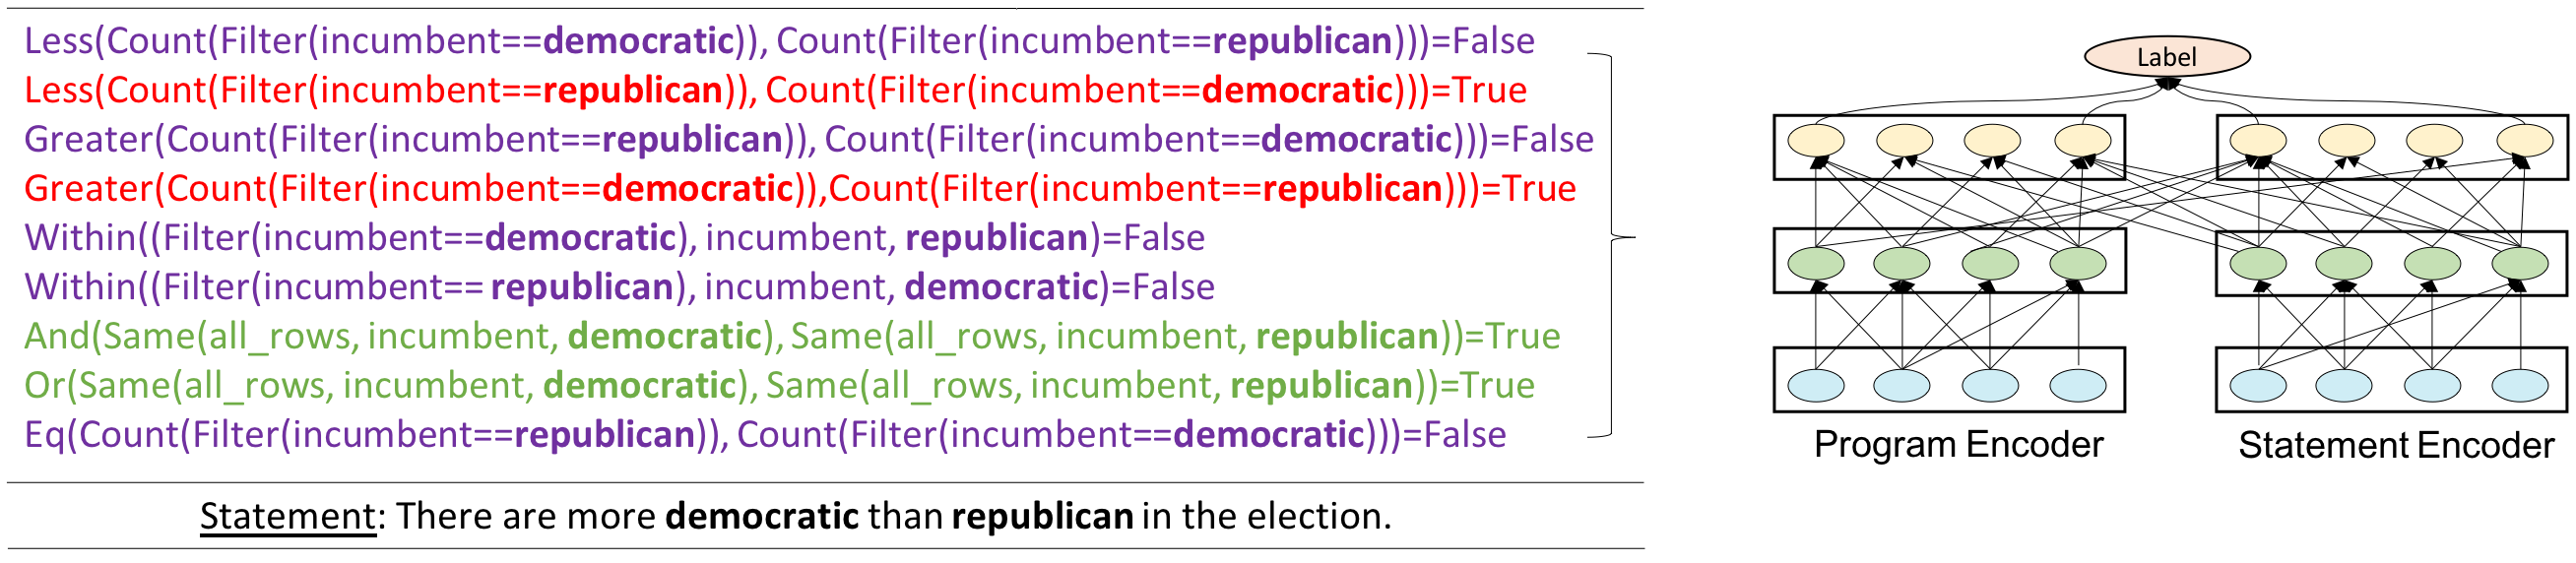 Less(Count(Filter(incumbent==democratic)), Count(Filter(incumbent==republican)))=False
Less(Count(Filter(incumbent==republican)), Count(Filter(incumbent==democratic)))=True
Greater(Count(Filter(incumbent==republican)), Count(Filter(incumbent==democratic)))=False
Greater(Count(Filter(incumbent==democratic)),Count(Filter(incumbent==republican)))=True
Within((Filter(incumbent==democratic), incumbent, republican)=False
Within((Filter(incumbent== republican), incumbent, democratic)=False
And(Same(all_rows, incumbent, democratic), Same(all_rows, incumbent, republican))=True
Or(Same(all_rows, incumbent, democratic), Same(all_rows, incumbent, republican))=True
Eq(Count(Filter(incumbent==republican)), Count(Filter(incumbent==democratic)))=False
Statement: There are more democratic than republican in the election.
Label
Program Encoder
Statement Encoder